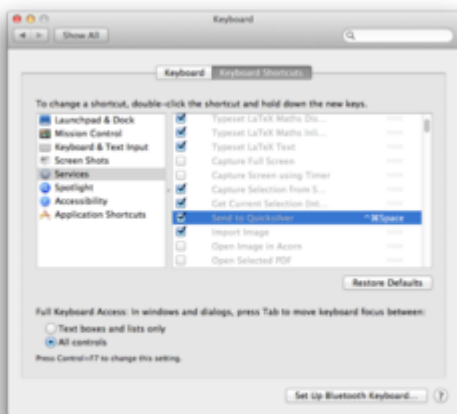 Keyboard
Show All
Keyboard Keyboard Shortcuts
To change a shortcut, double-click the shortcut and hold down the new keys.
Launchpad & Dock
Mission Control
Keyboard & Text Input
Screen Shots
Services
Spotlight
Accessibility
Application Shortcuts
Typeset LaTeX Maths Dis...
Typeset LaTeX Maths Inli...
Typeset LaTeX Text
Capture Full Screen
Capture Screen using Timer
Capture Selection from S...
Get Current Selection (Int...
Send to Quicksilver ^⌘Space
Import Image
Open Image in Acorn
Open Selected PDF
Restore Defaults
Full Keyboard Access: In windows and dialogs, press Tab to move keyboard focus between:
Text boxes and lists only
All controls
Press Control+F7 to change this setting.
Set Up Bluetooth Keyboard... ?